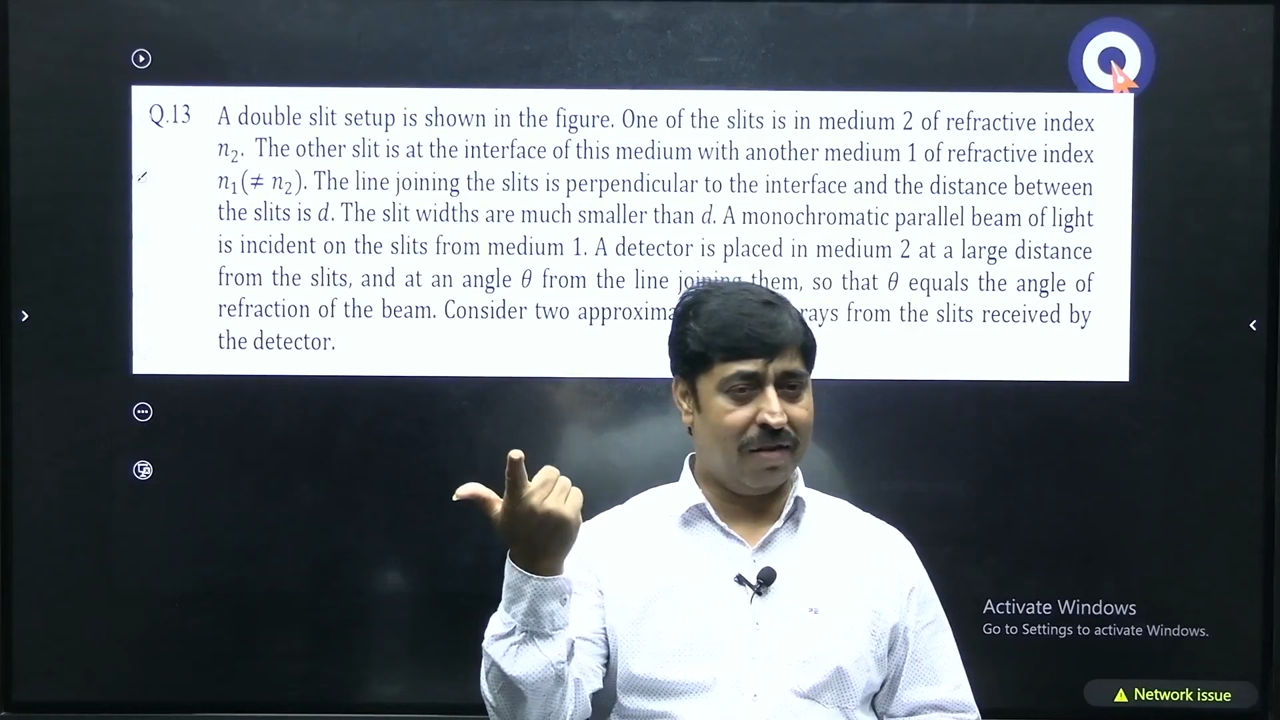 Q.13 A double slit setup is shown in the figure. One of the slits is in medium 2 of refractive index
n₂. The other slit is at the interface of this medium with another medium 1 of refractive index
n₁(≠ n₂). The line joining the slits is perpendicular to the interface and the distance between
the slits is d. The slit widths are much smaller than d. A monochromatic parallel beam of light
is incident on the slits from medium 1. A detector is placed in medium 2 at a large distance
from the slits, and at an angle θ from the line joining them, so that θ equals the angle of
refraction of the beam. Consider two rays from the slits received by
the detector.
Activate Windows
Go to Settings to activate Windows.
Network issue